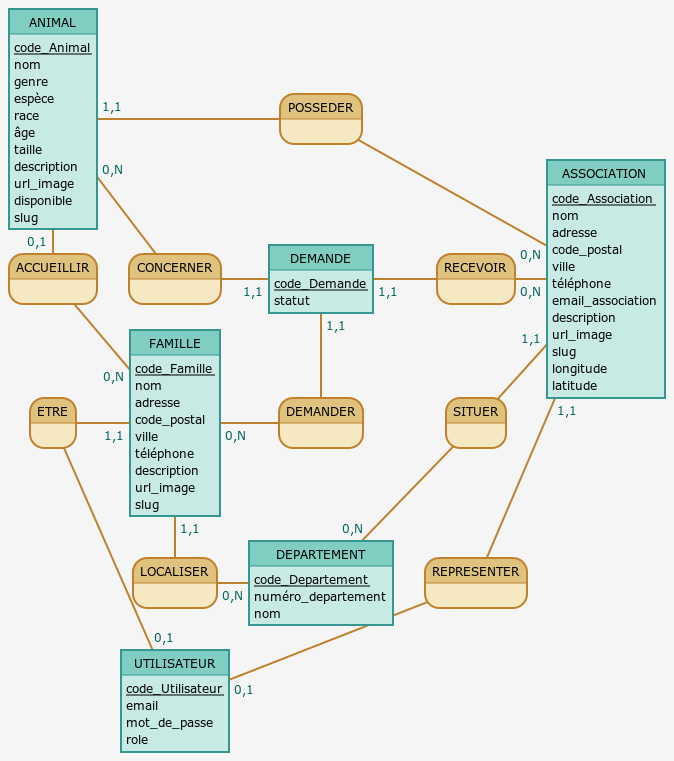 ANIMAL
code_Animal
nom
genre
espèce
race
âge
taille
description
url_image
disponible
slug
1,1
POSSEDER
0,N
0,1
ASSOCIATION
code_Association
nom
adresse
code_postal
ville
téléphone
email_association
description
url_image
slug
longitude
latitude
0,N
0,N
1,1
1,1
ACCUEILLIR
CONCERNER
1,1
DEMANDE
code_Demande
statut
1,1
1,1
RECEVOIR
0,N
FAMILLE
code_Famille
nom
adresse
code_postal
ville
téléphone
description
url_image
slug
ETRE
1,1
0,N
DEMANDER
SITUER
1,1
LOCALISER
0,N
0,N
DEPARTEMENT
code_Departement
numéro_departement
nom
REPRESENTER
0,1
0,1
UTILISATEUR
code_Utilisateur
email
mot_de_passe
role